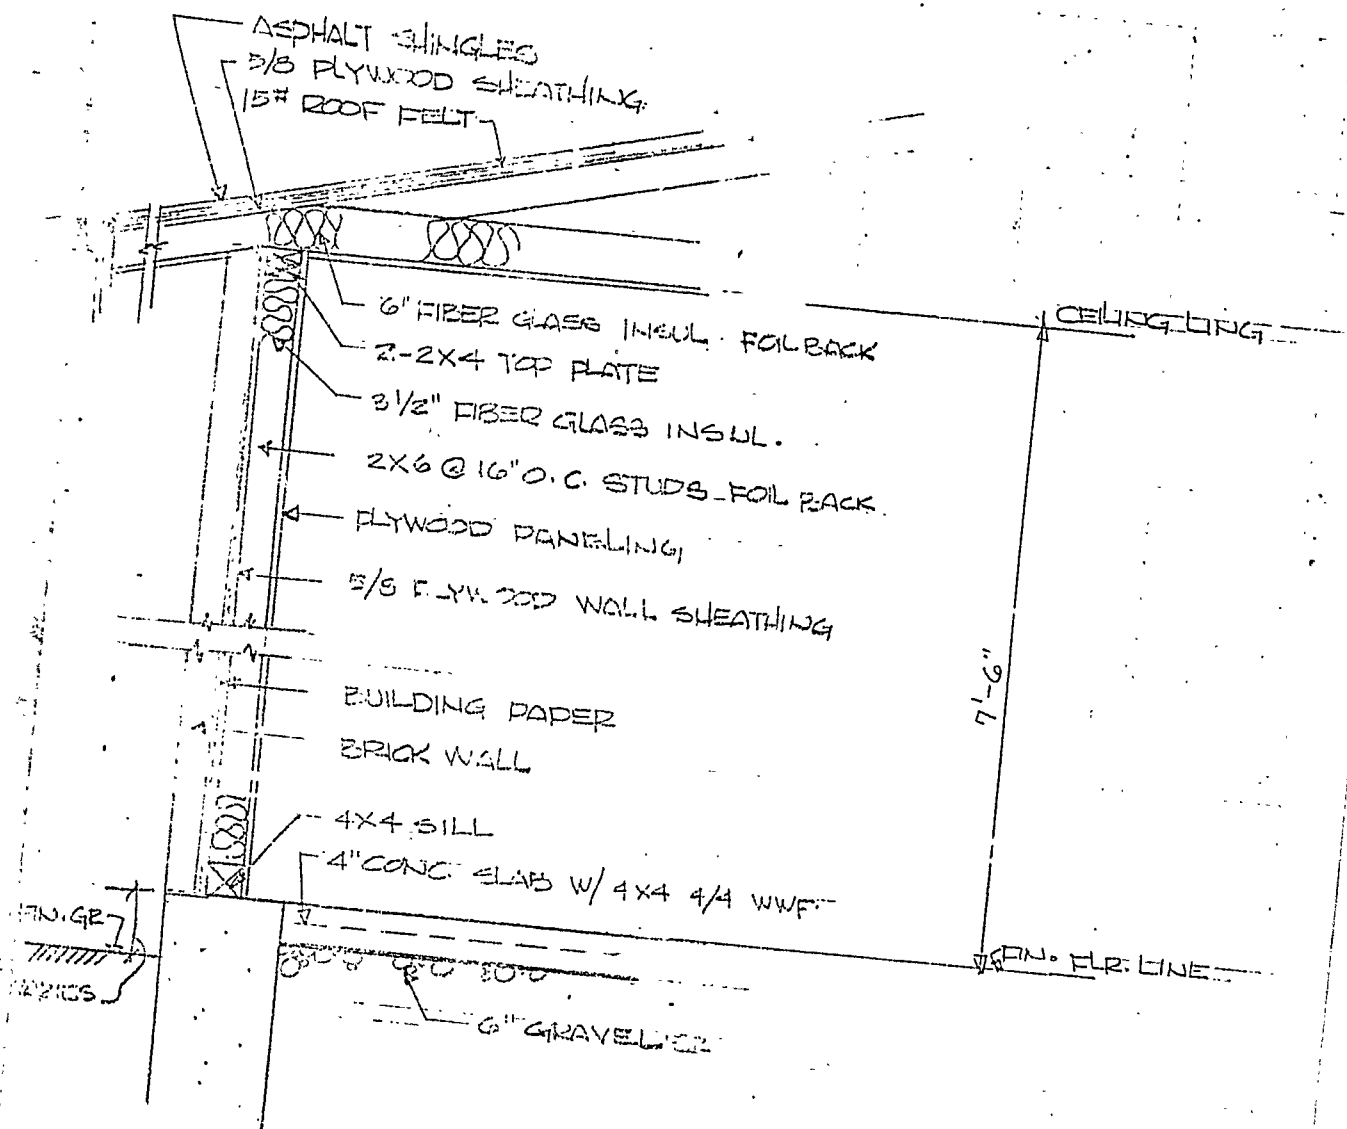 ASPHALT SHINGLES
5/8 PLYWOOD SHEATHING
15# ROOF FELT
6" FIBER GLASS INSUL. FOIL BACK
2-2X4 TOP PLATE
3 1/2" FIBER GLASS INSUL.
2X6 @ 16" O.C. STUDS - FOIL BACK
PLYWOOD PANELING
5/8 PLYWOOD WALL SHEATHING
BUILDING PAPER
BRICK WALL
4X4 SILL
4" CONC. SLAB W/ 4X4 4/4 WWF
6" GRAVEL
FIN. GR
CEILING LING
7'-6"
FIN. FLR. LINE